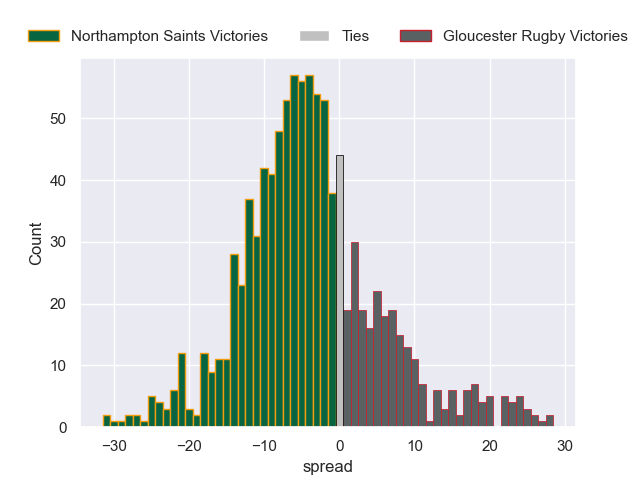 Northampton Saints Victories Ties Gloucester Rugby Victories
Count
50
40
30
20
10
0
−30 −20 −10 0 10 20 30
spread